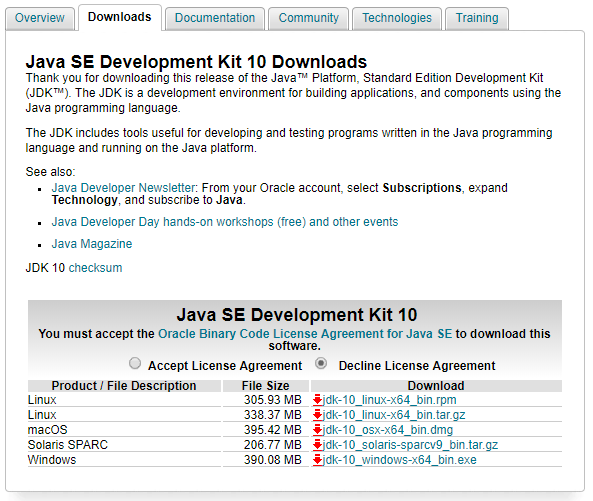 Overview Downloads Documentation Community Technologies Training
Java SE Development Kit 10 Downloads
Thank you for downloading this release of the Java™ Platform, Standard Edition Development Kit
(JDK™). The JDK is a development environment for building applications, and components using the
Java programming language.
The JDK includes tools useful for developing and testing programs written in the Java programming
language and running on the Java platform.
See also:
Java Developer Newsletter: From your Oracle account, select Subscriptions, expand
Technology, and subscribe to Java.
Java Developer Day hands-on workshops (free) and other events
Java Magazine
JDK 10 checksum
Java SE Development Kit 10
You must accept the Oracle Binary Code License Agreement for Java SE to download this
software.
Accept License Agreement Decline License Agreement
Product / File Description File Size Download
Linux 305.93 MB jdk-10_linux-x64_bin.rpm
Linux 338.37 MB jdk-10_linux-x64_bin.tar.gz
macOS 395.42 MB jdk-10_osx-x64_bin.dmg
Solaris SPARC 206.77 MB jdk-10_solaris-sparcv9_bin.tar.gz
Windows 390.08 MB jdk-10_windows-x64_bin.exe